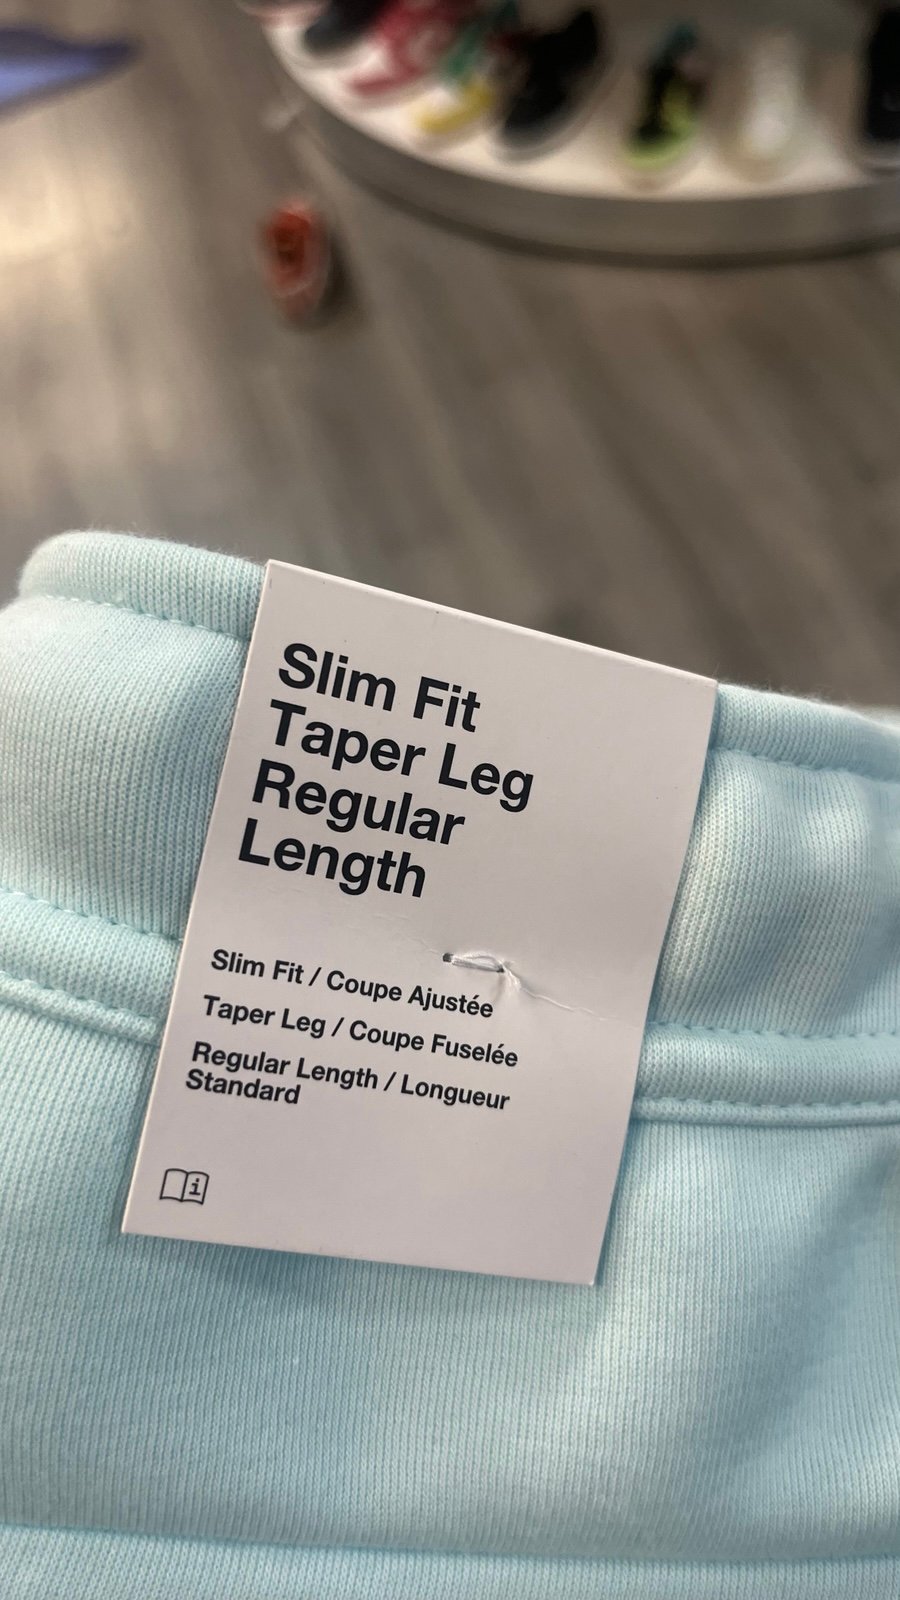 Slim Fit
Taper Leg
Regular
Length
Slim Fit / Coupe Ajustée
Taper Leg / Coupe Fuselée
Regular Length / Longueur
Standard
i